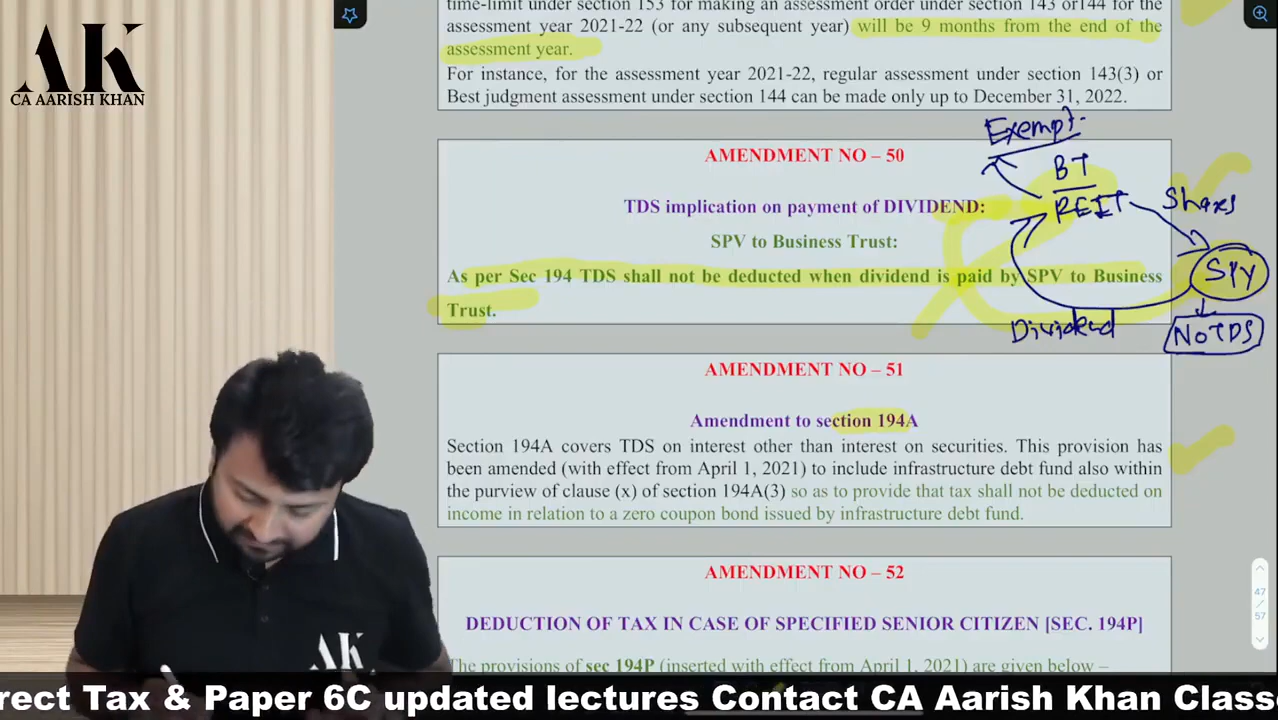 AK
CA AARISH KHAN
time-limit under section 153 for making an assessment order under section 143 or144 for the
assessment year 2021-22 (or any subsequent year) will be 9 months from the end of the
assessment year.
For instance, for the assessment year 2021-22, regular assessment under section 143(3) or
Best judgment assessment under section 144 can be made only up to December 31, 2022.
Exempt.
AMENDMENT NO – 50
BT
REIT
Shares
TDS implication on payment of DIVIDEND:
SPV to Business Trust:
SPV
As per Sec 194 TDS shall not be deducted when dividend is paid by SPV to Business
Trust.
Dividend
No TDS
AMENDMENT NO – 51
Amendment to section 194A
Section 194A covers TDS on interest other than interest on securities. This provision has
been amended (with effect from April 1, 2021) to include infrastructure debt fund also within
the purview of clause (x) of section 194A(3) so as to provide that tax shall not be deducted on
income in relation to a zero coupon bond issued by infrastructure debt fund.
AMENDMENT NO – 52
DEDUCTION OF TAX IN CASE OF SPECIFIED SENIOR CITIZEN [SEC. 194P]
The provisions of sec 194P (inserted with effect from April 1, 2021) are given below –
47
/
57
AK
rect Tax & Paper 6C updated lectures Contact CA Aarish Khan Class